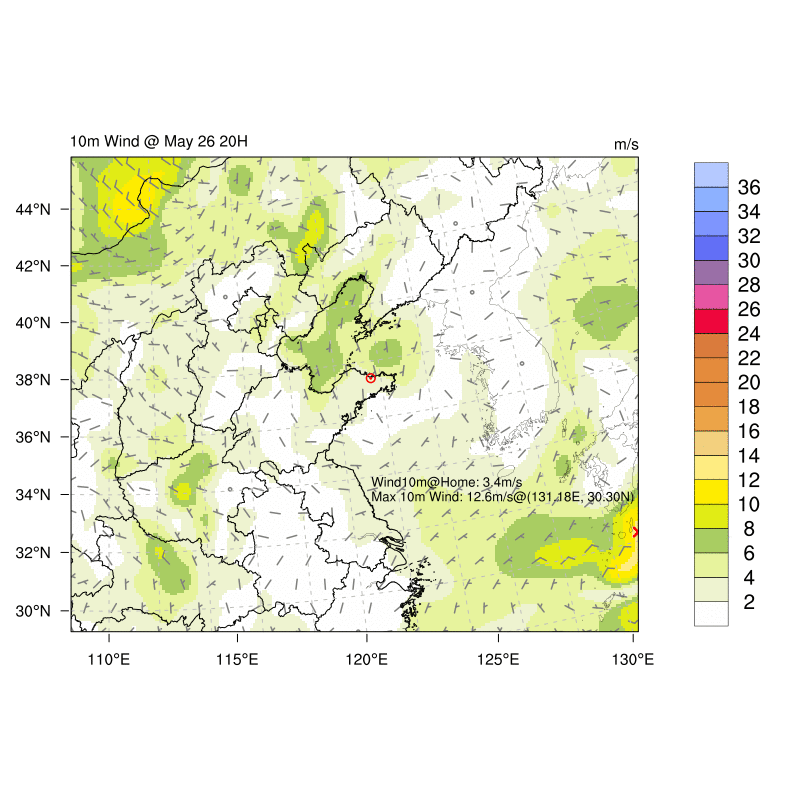 10m Wind @ May 26 20H
m/s
44°N
42°N
40°N
38°N
36°N
34°N
32°N
30°N
110°E
115°E
120°E
125°E
130°E
Wind10m@Home: 3.4m/s
Max 10m Wind: 12.6m/s@(131.18E, 30.30N)
36
34
32
30
28
26
24
22
20
18
16
14
12
10
8
6
4
2